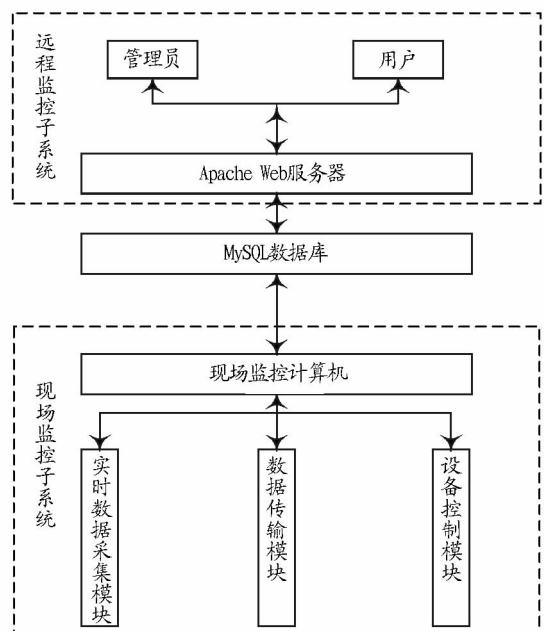 远程监控子系统
管理员
用户
Apache Web服务器
MySQL数据库
现场监控子系统
现场监控计算机
实时数据采集模块
数据传输模块
设备控制模块